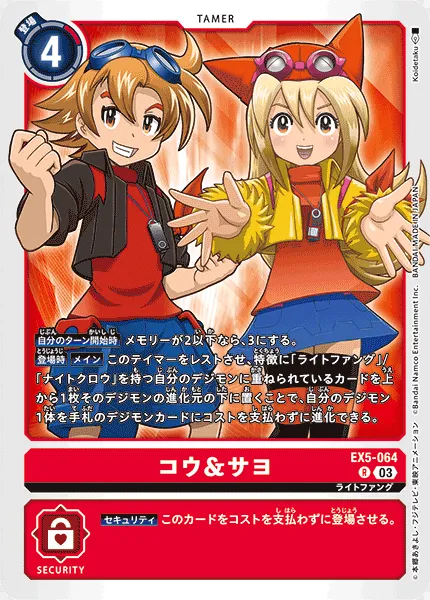 TAMER
登場
4
Koidetaku
自分のターン開始時 メモリーが2以下なら、3にする。
登場時 メイン このテイマーをレストさせ、特徴に「ライトファング」/
「ナイトクロウ」を持つ自分のデジモンに重ねられているカードを上
から1枚そのデジモンの進化元の下に置くことで、自分のデジモン
1体を手札のデジモンカードにコストを支払わずに進化できる。
©Bandai Namco Entertainment Inc. BANDAI MADE IN JAPAN
©本郷あきよし・フジテレビ・東映アニメーション
EX5-064
コウ&サヨ
R 03
ライトファング
セキュリティ このカードをコストを支払わずに登場させる。
SECURITY